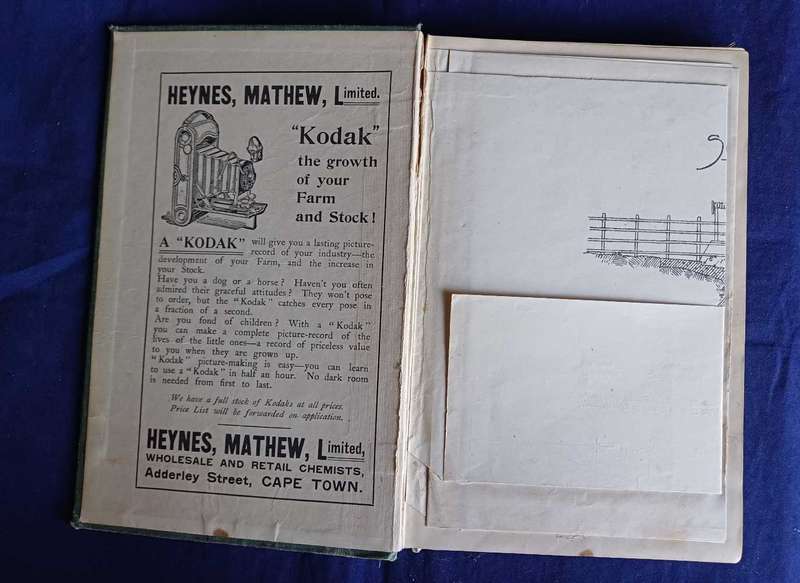 HEYNES, MATHEW, Limited.
"Kodak"
the growth
of your
Farm
and Stock!
A "KODAK" will give you a lasting picture-
record of your industry—the
development of your Farm, and the increase in
your Stock.
Have you a dog or a horse? Haven't you often
admired their graceful attitudes? They won't pose
to order, but the "Kodak" catches every pose in
a fraction of a second.
Are you fond of children? With a "Kodak"
you can make a complete picture-record of the
lives of the little ones—a record of priceless value
to you when they are grown up.
"Kodak" picture-making is easy—you can learn
to use a "Kodak" in half an hour. No dark room
is needed from first to last.
We have a full stock of Kodaks at all prices.
Price List will be forwarded on application.
HEYNES, MATHEW, Limited,
WHOLESALE AND RETAIL CHEMISTS,
Adderley Street, CAPE TOWN.
S